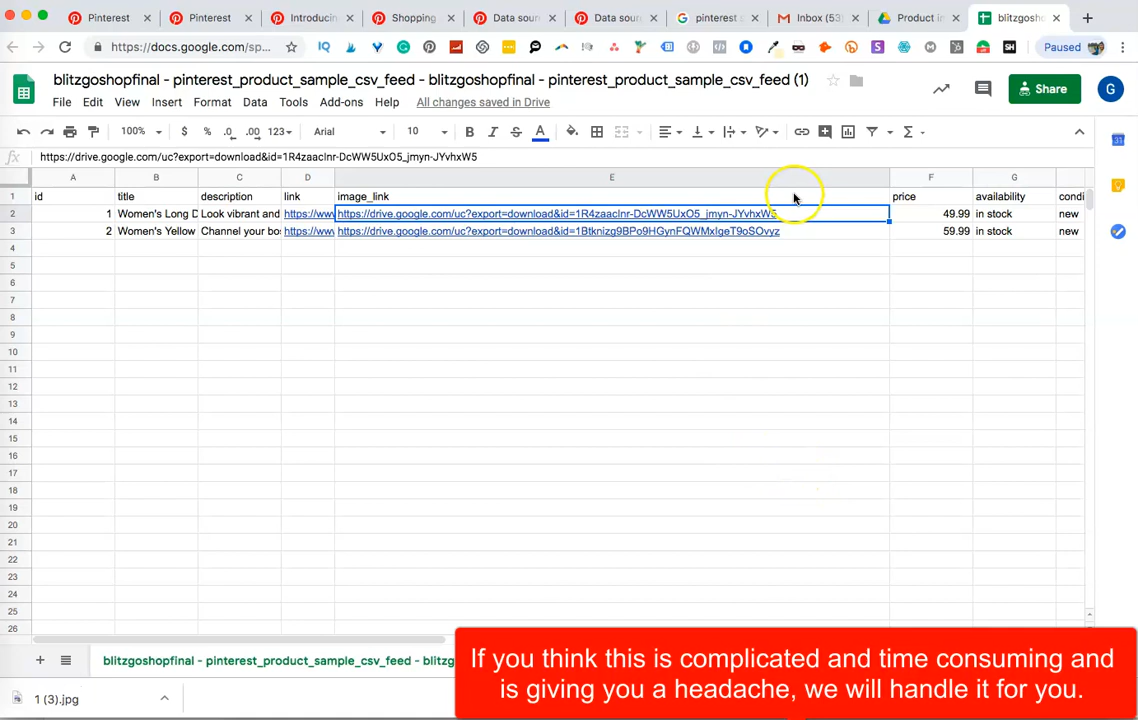 Pinterest
Pinterest
Introducin
Shopping
Data sour
Data sour
pinterest
Inbox (53)
Product in
blitzgosho
https://docs.google.com/sp...
Paused
blitzgoshopfinal - pinterest_product_sample_csv_feed - blitzgoshopfinal - pinterest_product_sample_csv_feed (1)
File Edit View Insert Format Data Tools Add-ons Help All changes saved in Drive
Share
G
100% $ % .0 .00 123 Arial 10 B I S A
fx https://drive.google.com/uc?export=download&id=1R4zaaclnr-DcWW5UxO5_jmyn-JYvhxW5
A B C D E F G
1 id title description link image_link price availability condi
2 1 Women's Long D Look vibrant and https://www https://drive.google.com/uc?export=download&id=1R4zaaclnr-DcWW5UxO5_jmyn-JYvhxW5 49.99 in stock new
3 2 Women's Yellow Channel your bo https://www https://drive.google.com/uc?export=download&id=1Btknizg9BPo9HGynFQWMxIgeT9oSOvyz 59.99 in stock new
4
5
6
7
8
9
10
11
12
13
14
15
16
17
18
19
20
21
22
23
24
25
26
blitzgoshopfinal - pinterest_product_sample_csv_feed - blitzg
If you think this is complicated and time consuming and
is giving you a headache, we will handle it for you.
1 (3).jpg